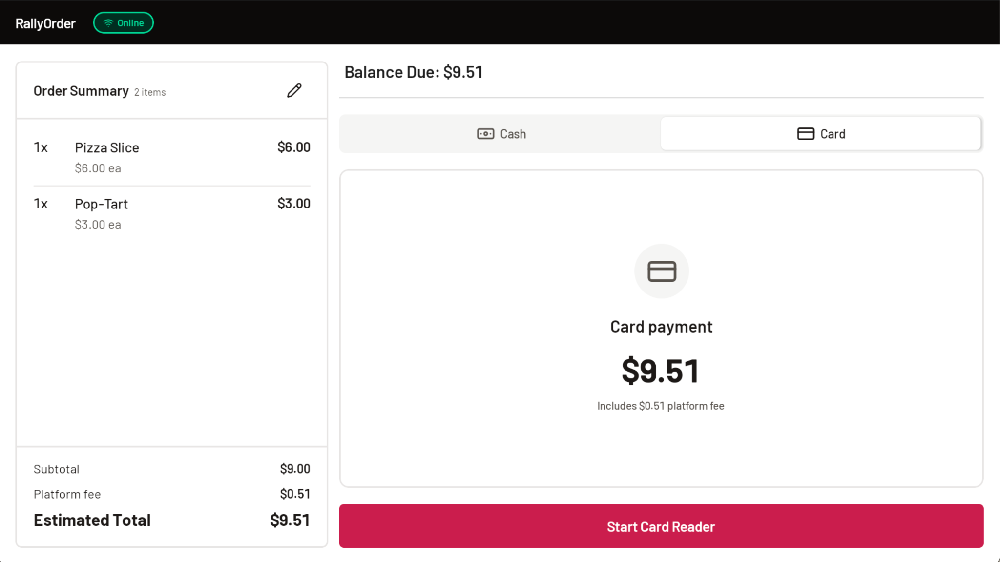 RallyOrder
Online
Order Summary 2 items
1x Pizza Slice $6.00
$6.00 ea
1x Pop-Tart $3.00
$3.00 ea
Subtotal $9.00
Platform fee $0.51
Estimated Total $9.51
Balance Due: $9.51
Cash
Card
Card payment
$9.51
Includes $0.51 platform fee
Start Card Reader